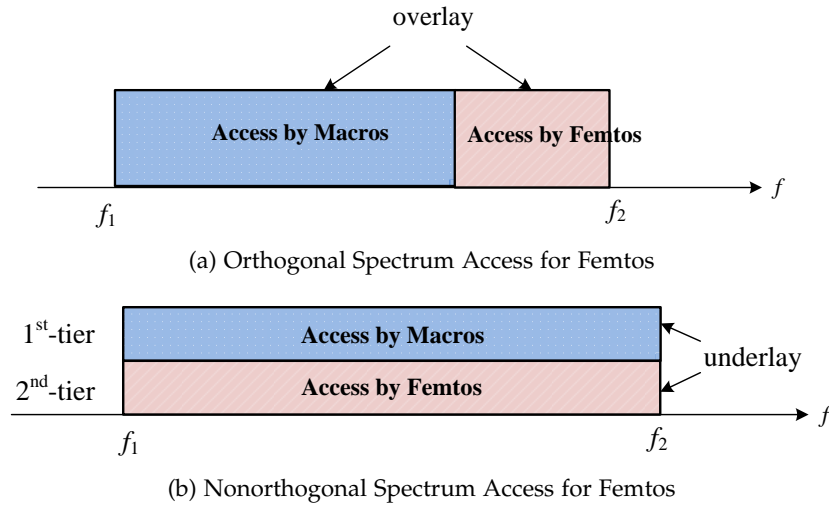 overlay
Access by Macros
Access by Femtos
f
f₁
f₂
(a) Orthogonal Spectrum Access for Femtos
1ˢᵗ-tier
Access by Macros
underlay
2ⁿᵈ-tier
Access by Femtos
f
f₁
f₂
(b) Nonorthogonal Spectrum Access for Femtos